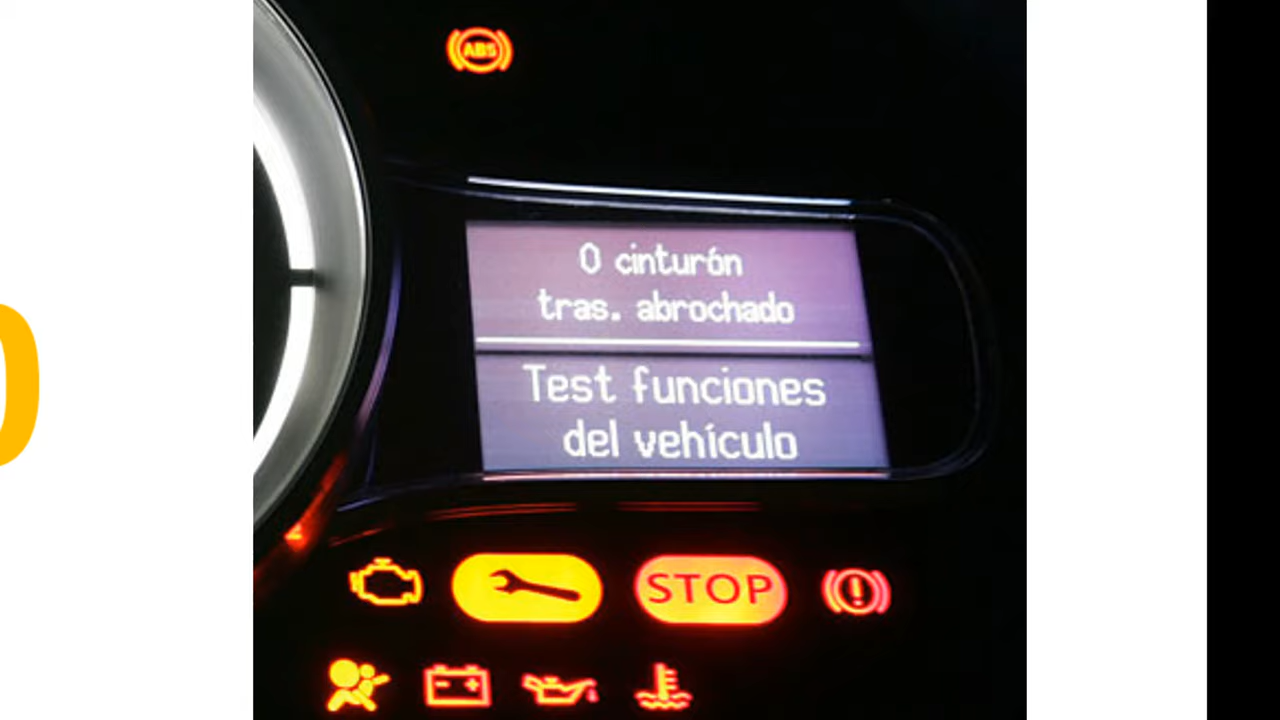 ABS
0 cinturón
tras. abrochado
Test funciones
del vehículo
STOP